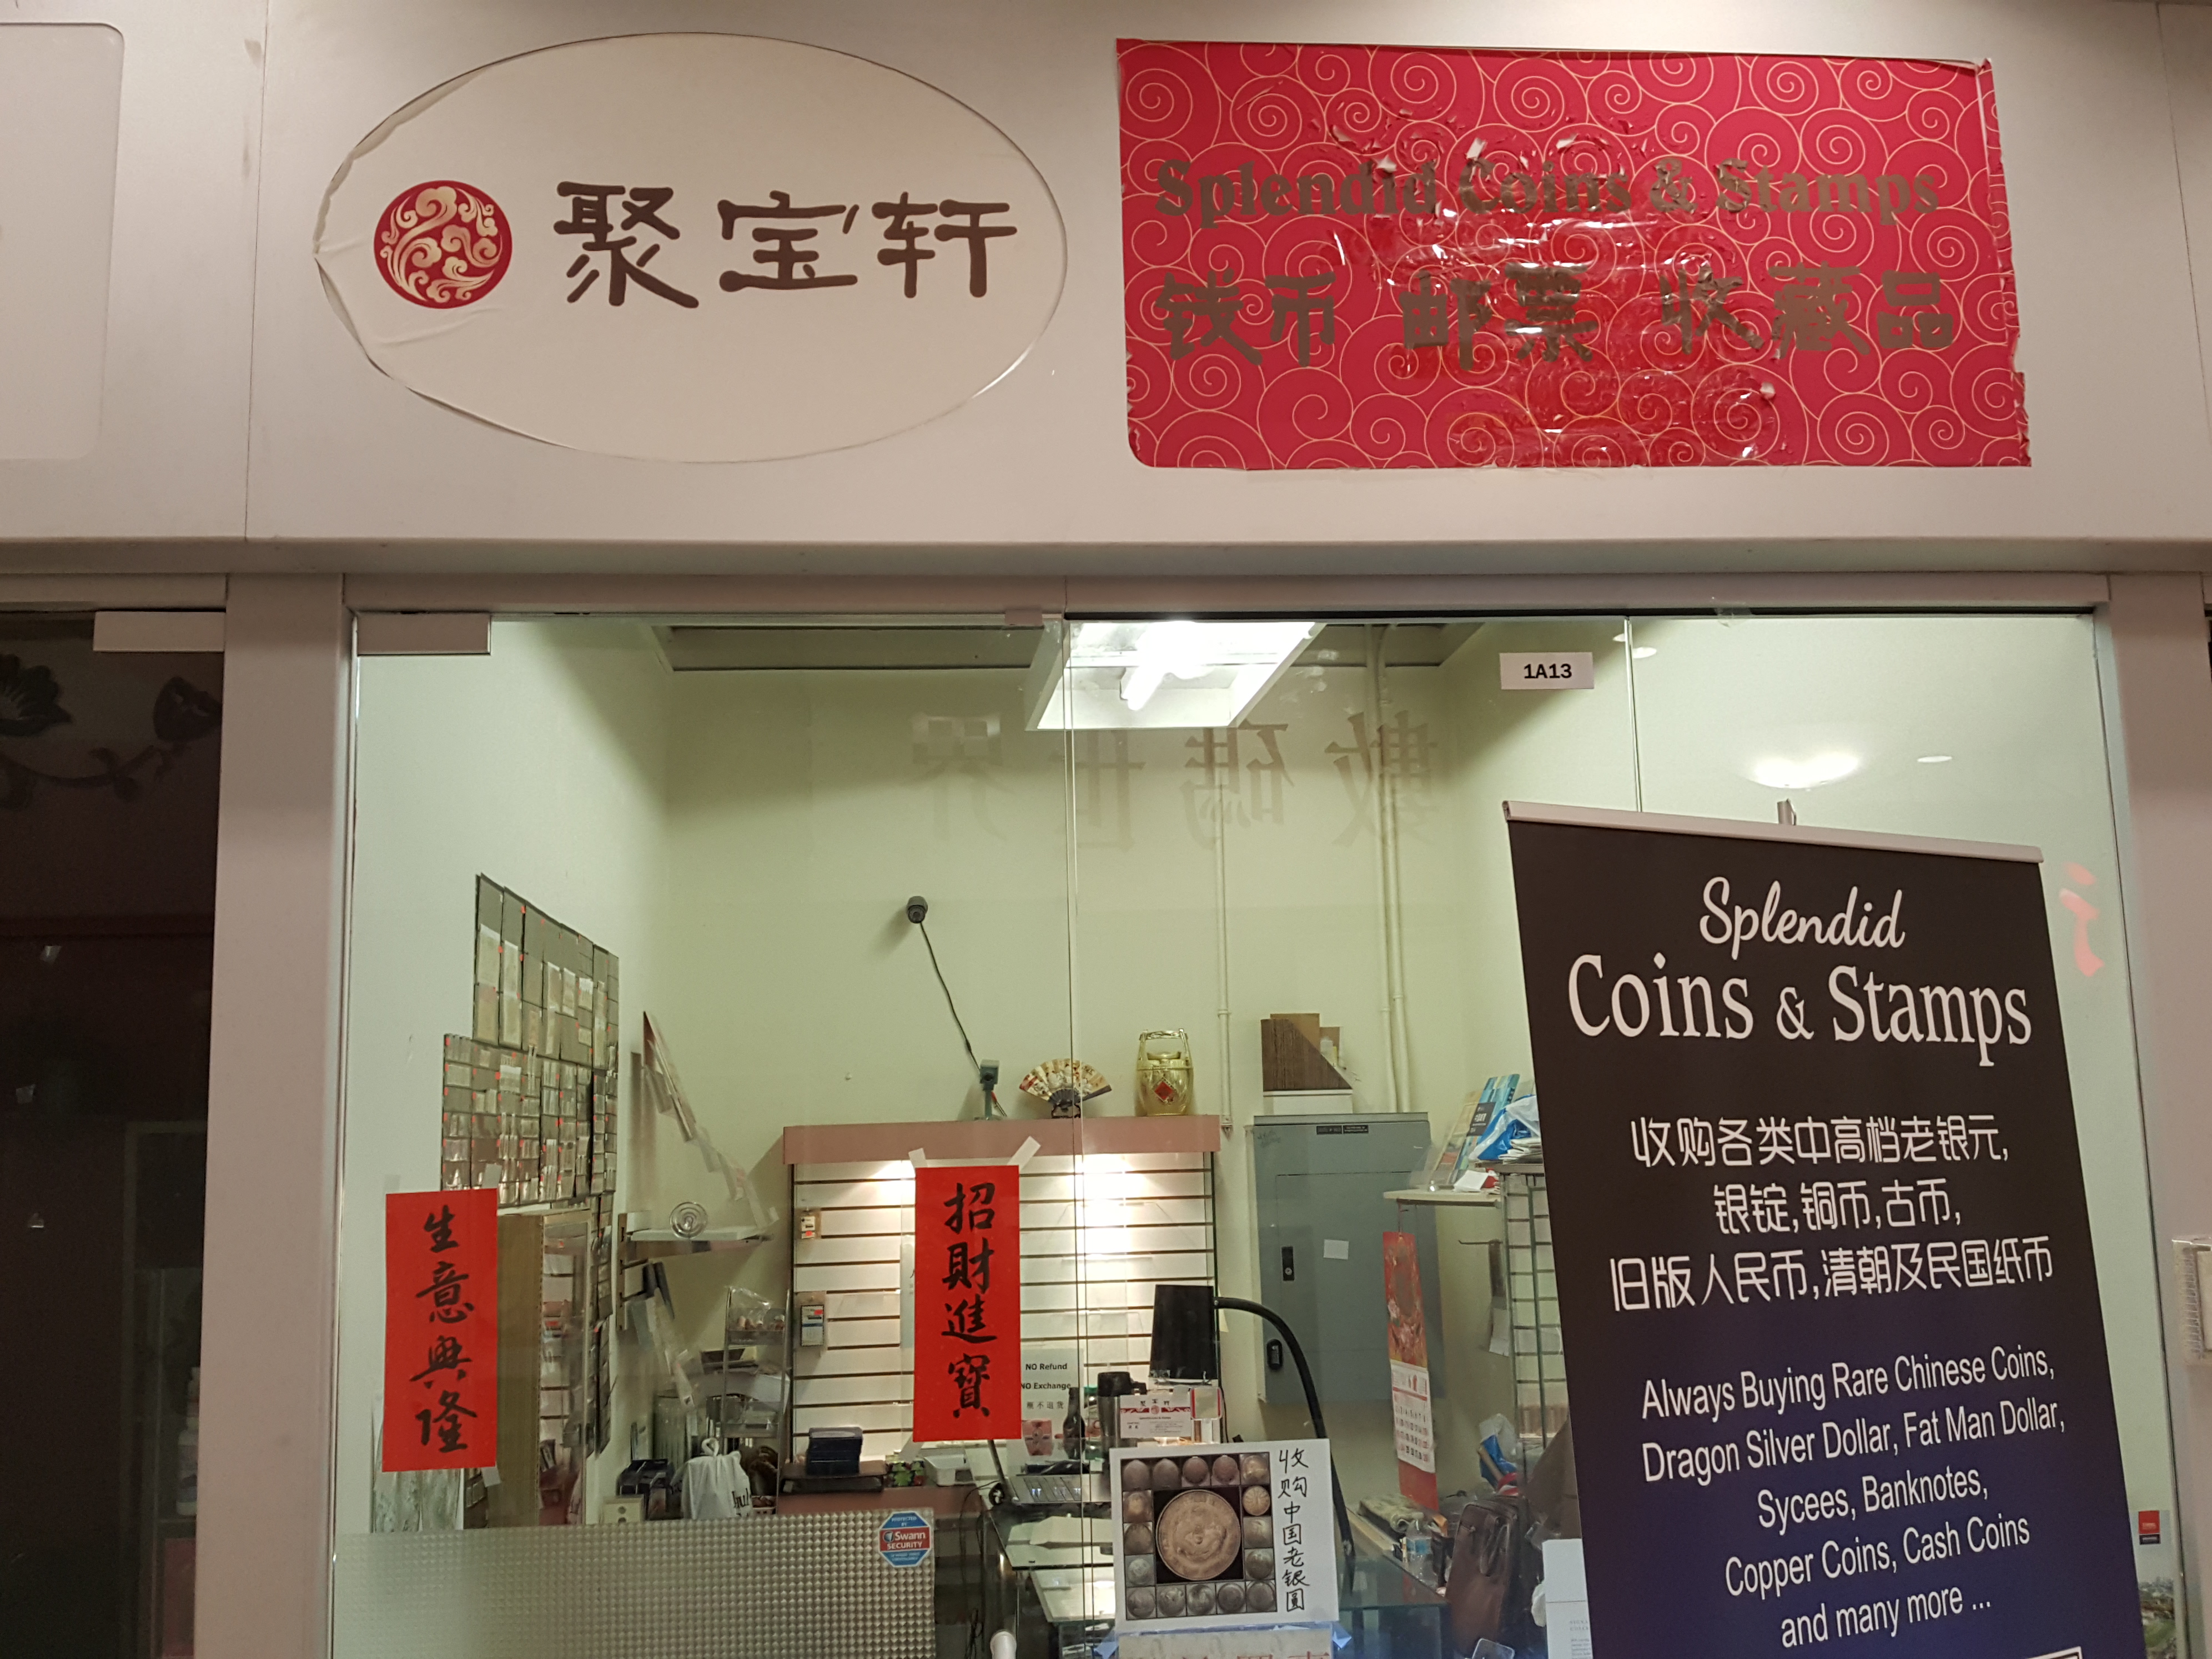 聚宝轩
Splendid Coins & Stamps
钱币 邮票 收藏品
1A13
數碼世界
Splendid
Coins & Stamps
收购各类中高档老银元,
银锭,铜币,古币,
旧版人民币,清朝及民国纸币
Always Buying Rare Chinese Coins,
Dragon Silver Dollar, Fat Man Dollar,
Sycees, Banknotes,
Copper Coins, Cash Coins
and many more ...
生意興隆
招財進寶
NO Refund
NO Exchange
收购中国老银圆
Swann
SECURITY